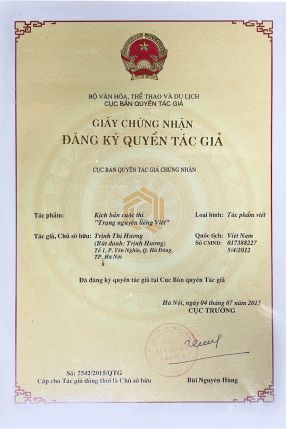 BỘ VĂN HÓA, THỂ THAO VÀ DU LỊCH
CỤC BẢN QUYỀN TÁC GIẢ
GIẤY CHỨNG NHẬN
ĐĂNG KÝ QUYỀN TÁC GIẢ
CỤC BẢN QUYỀN TÁC GIẢ CHỨNG NHẬN
Tác phẩm: Kịch bản cuộc thi Loại hình: Tác phẩm viết
"Trạng nguyên tiếng Việt"
Tác giả, Chủ sở hữu: Trịnh Thị Hương Quốc tịch: Việt Nam
(Bút danh: Trịnh Hương) Số CMND: 017388227
Tổ 1, P. Yên Nghĩa, Q. Hà Đông, 5/4/2012
TP. Hà Nội
Đã đăng ký quyền tác giả tại Cục Bản quyền Tác giả
Hà Nội, ngày 04 tháng 07 năm 2015
CỤC TRƯỞNG
Số: 2542/2015/QTG
Cấp cho Tác giả đồng thời là Chủ sở hữu Bùi Nguyên Hùng